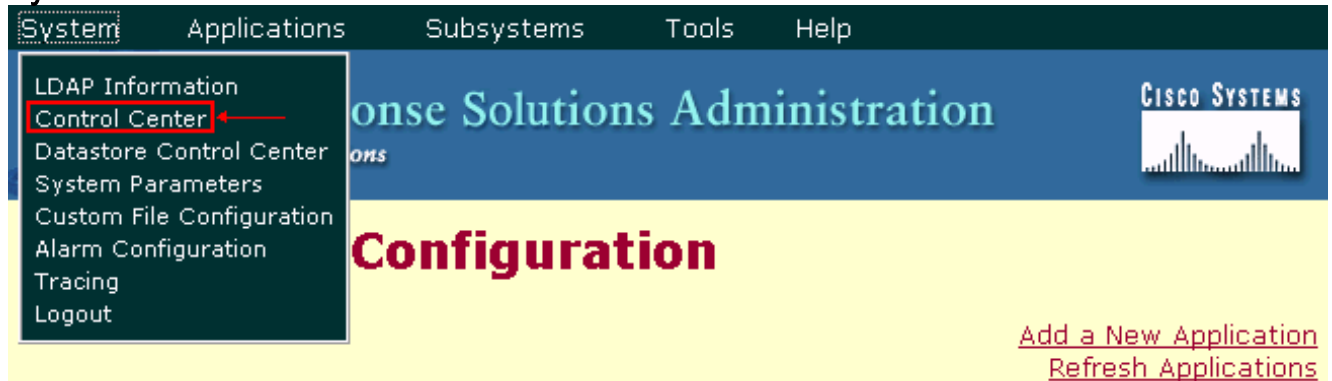 System Applications Subsystems Tools Help
LDAP Information
Control Center
Datastore Control Center
System Parameters
Custom File Configuration
Alarm Configuration
Tracing
Logout
onse Solutions Administration
ons
CISCO SYSTEMS
Configuration
Add a New Application
Refresh Applications